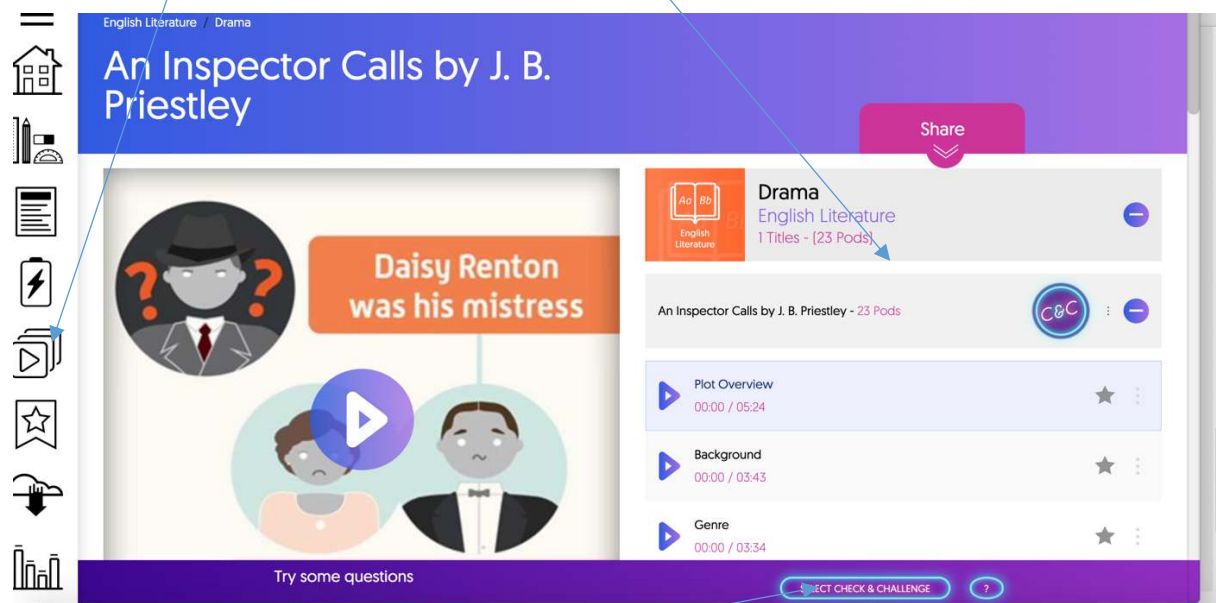 English Literature / Drama
An Inspector Calls by J. B.
Priestley
Share
Daisy Renton
was his mistress
? ?
Aa Bb
English
Literature
Drama
English Literature
1 Titles - (23 Pods)
An Inspector Calls by J. B. Priestley - 23 Pods
C&C
Plot Overview
00:00 / 05:24
Background
00:00 / 03:43
Genre
00:00 / 03:34
Try some questions
SELECT CHECK & CHALLENGE
?